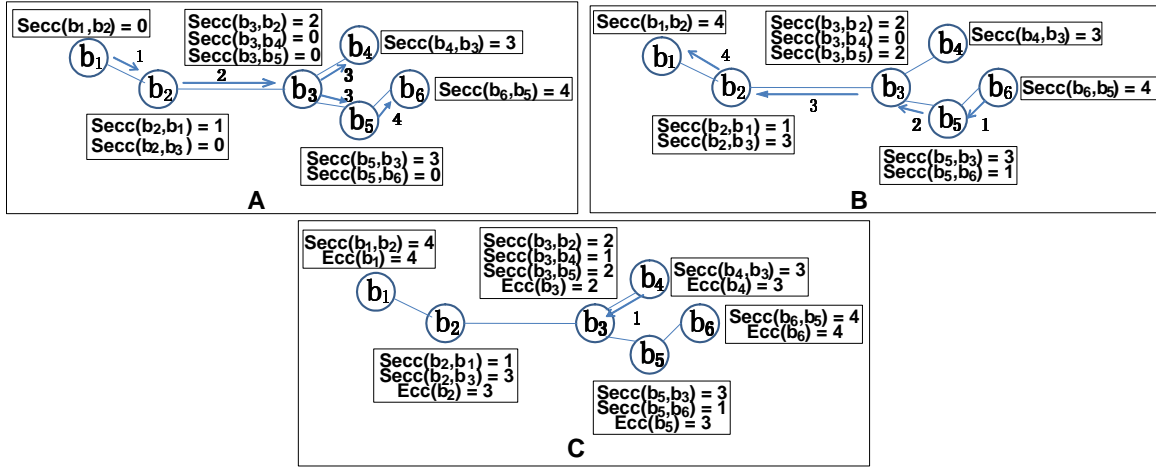 Secc(b1,b2) = 0
Secc(b3,b2) = 2
Secc(b3,b4) = 0
Secc(b3,b5) = 0
b4
Secc(b4,b3) = 3
b1
1
2
3
b2
b3
3
b6
Secc(b6,b5) = 4
b5
4
Secc(b2,b1) = 1
Secc(b2,b3) = 0
Secc(b5,b3) = 3
Secc(b5,b6) = 0
A
Secc(b1,b2) = 4
Secc(b3,b2) = 2
Secc(b3,b4) = 0
Secc(b3,b5) = 2
b4
Secc(b4,b3) = 3
b1
4
b2
3
b3
b6
Secc(b6,b5) = 4
2
b5
1
Secc(b2,b1) = 1
Secc(b2,b3) = 3
Secc(b5,b3) = 3
Secc(b5,b6) = 1
B
Secc(b1,b2) = 4
Ecc(b1) = 4
Secc(b3,b2) = 2
Secc(b3,b4) = 1
Secc(b3,b5) = 2
Ecc(b3) = 2
b4
Secc(b4,b3) = 3
Ecc(b4) = 3
b1
b2
b3
1
b6
Secc(b6,b5) = 4
Ecc(b6) = 4
b5
Secc(b2,b1) = 1
Secc(b2,b3) = 3
Ecc(b2) = 3
Secc(b5,b3) = 3
Secc(b5,b6) = 1
Ecc(b5) = 3
C